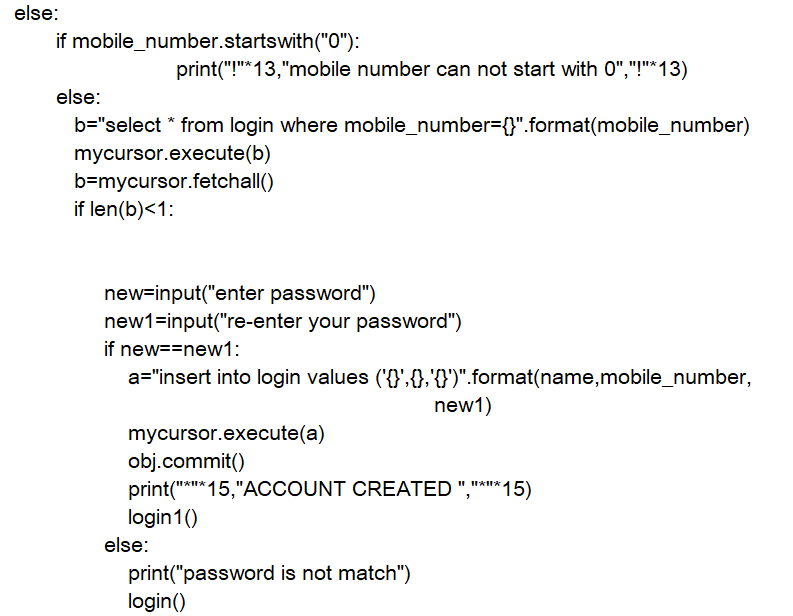 else:
if mobile_number.startswith("0"):
print("!"*13,"mobile number can not start with 0","!"*13)
else:
b="select * from login where mobile_number={}".format(mobile_number)
mycursor.execute(b)
b=mycursor.fetchall()
if len(b)<1:
new=input("enter password")
new1=input("re-enter your password")
if new==new1:
a="insert into login values ('{}',{},'{}')".format(name,mobile_number,
new1)
mycursor.execute(a)
obj.commit()
print("*"*15,"ACCOUNT CREATED ","*"*15)
login1()
else:
print("password is not match")
login()